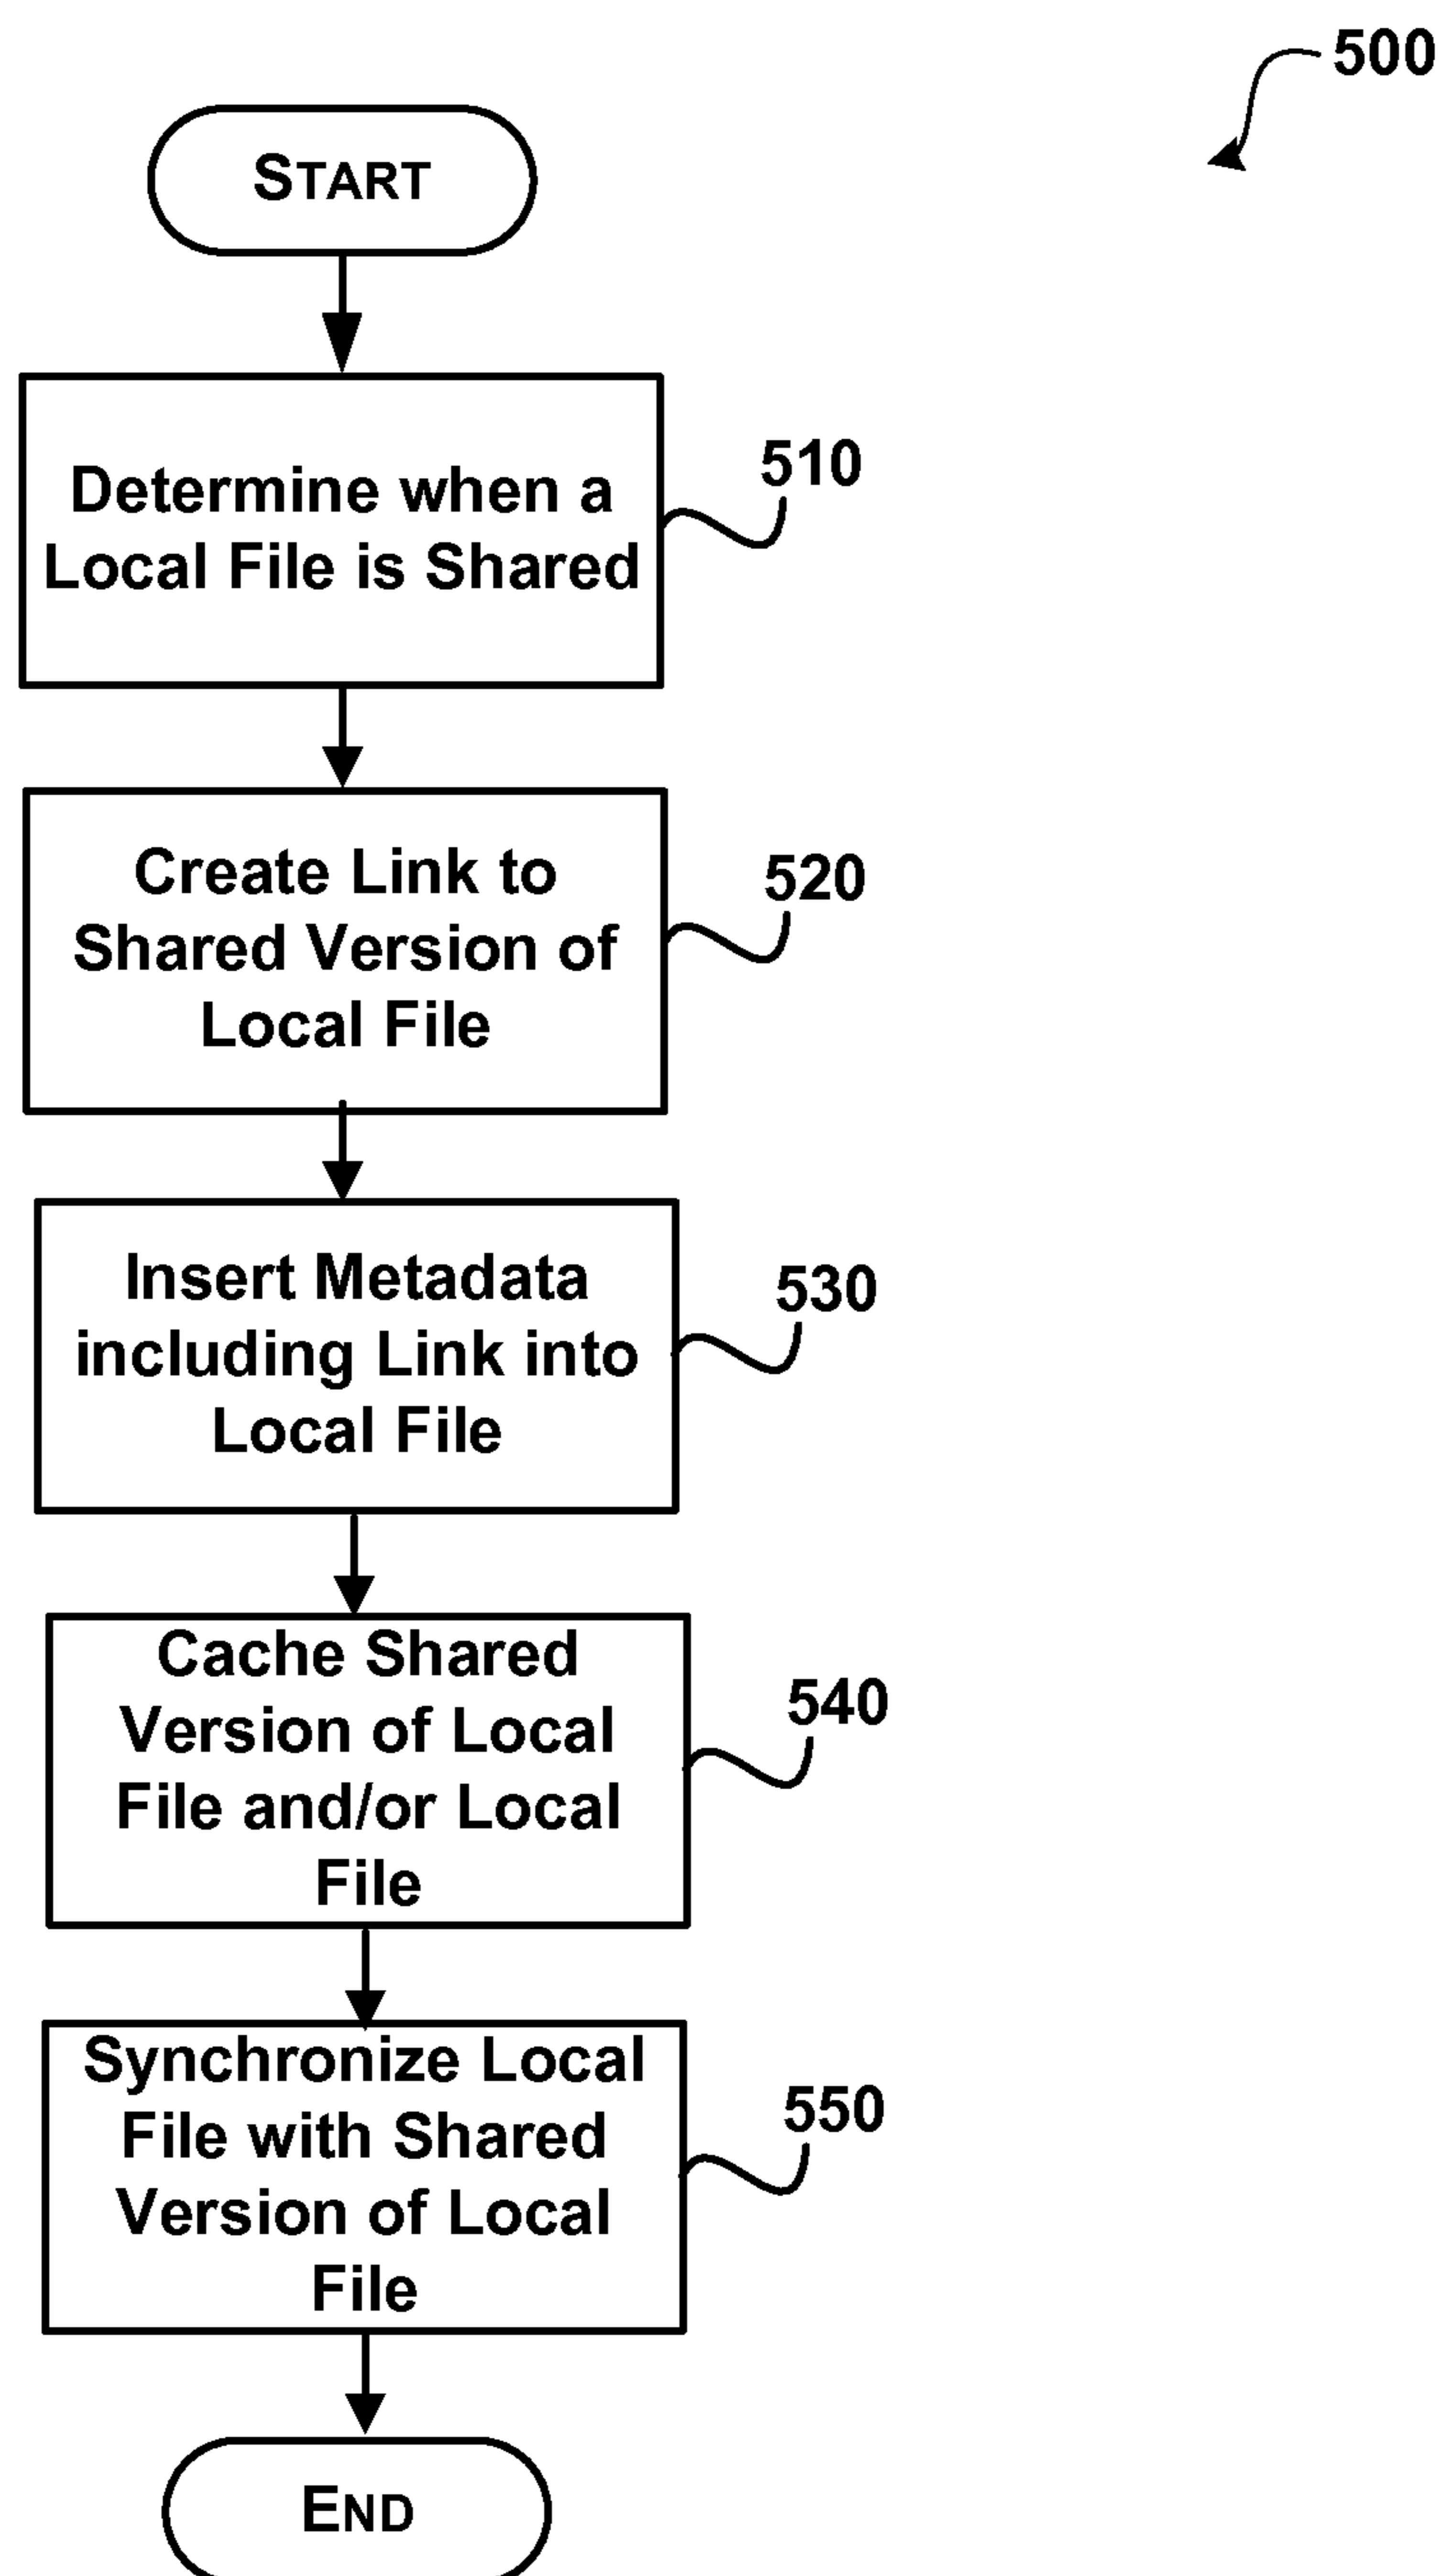 500
START
Determine when a
Local File is Shared
510
Create Link to
Shared Version of
Local File
520
Insert Metadata
including Link into
Local File
530
Cache Shared
Version of Local
File and/or Local
File
540
Synchronize Local
File with Shared
Version of Local
File
550
END